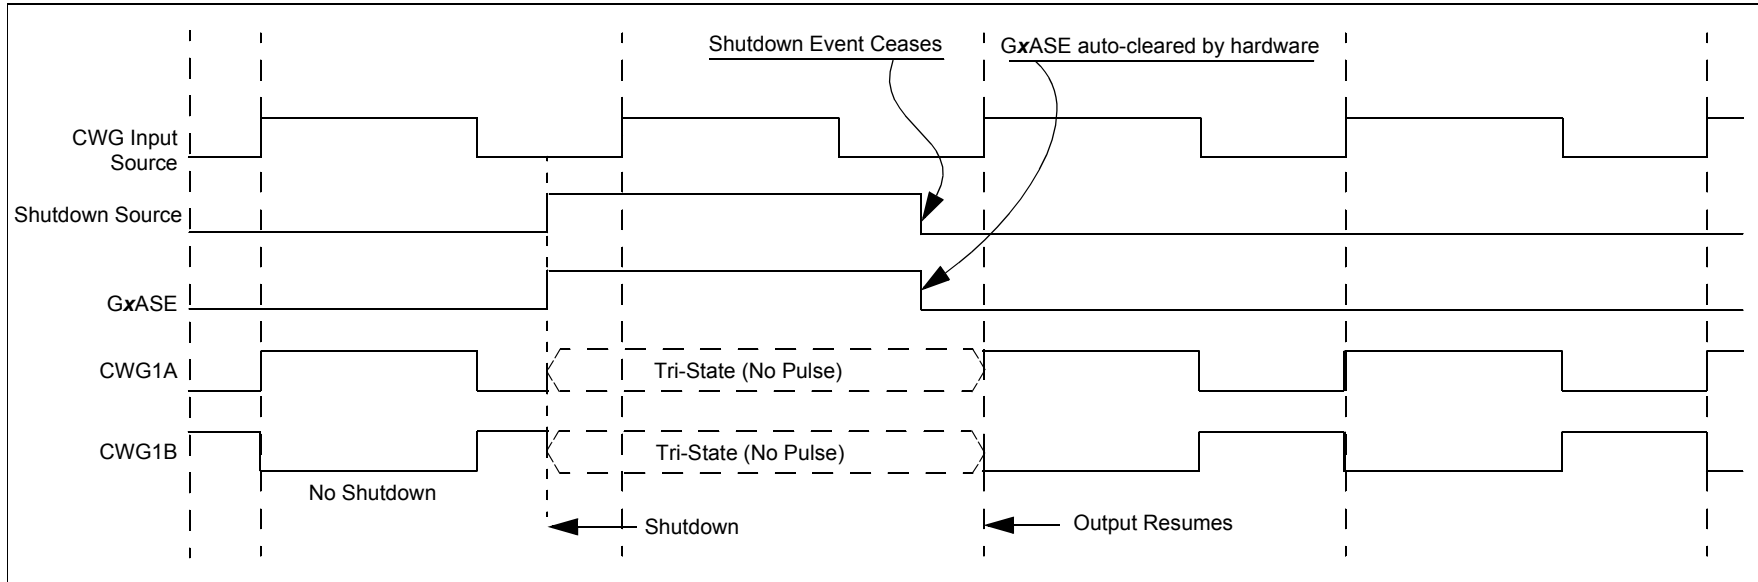 Shutdown Event Ceases
GxASE auto-cleared by hardware
CWG Input
Source
Shutdown Source
GxASE
CWG1A
Tri-State (No Pulse)
CWG1B
Tri-State (No Pulse)
No Shutdown
Shutdown
Output Resumes